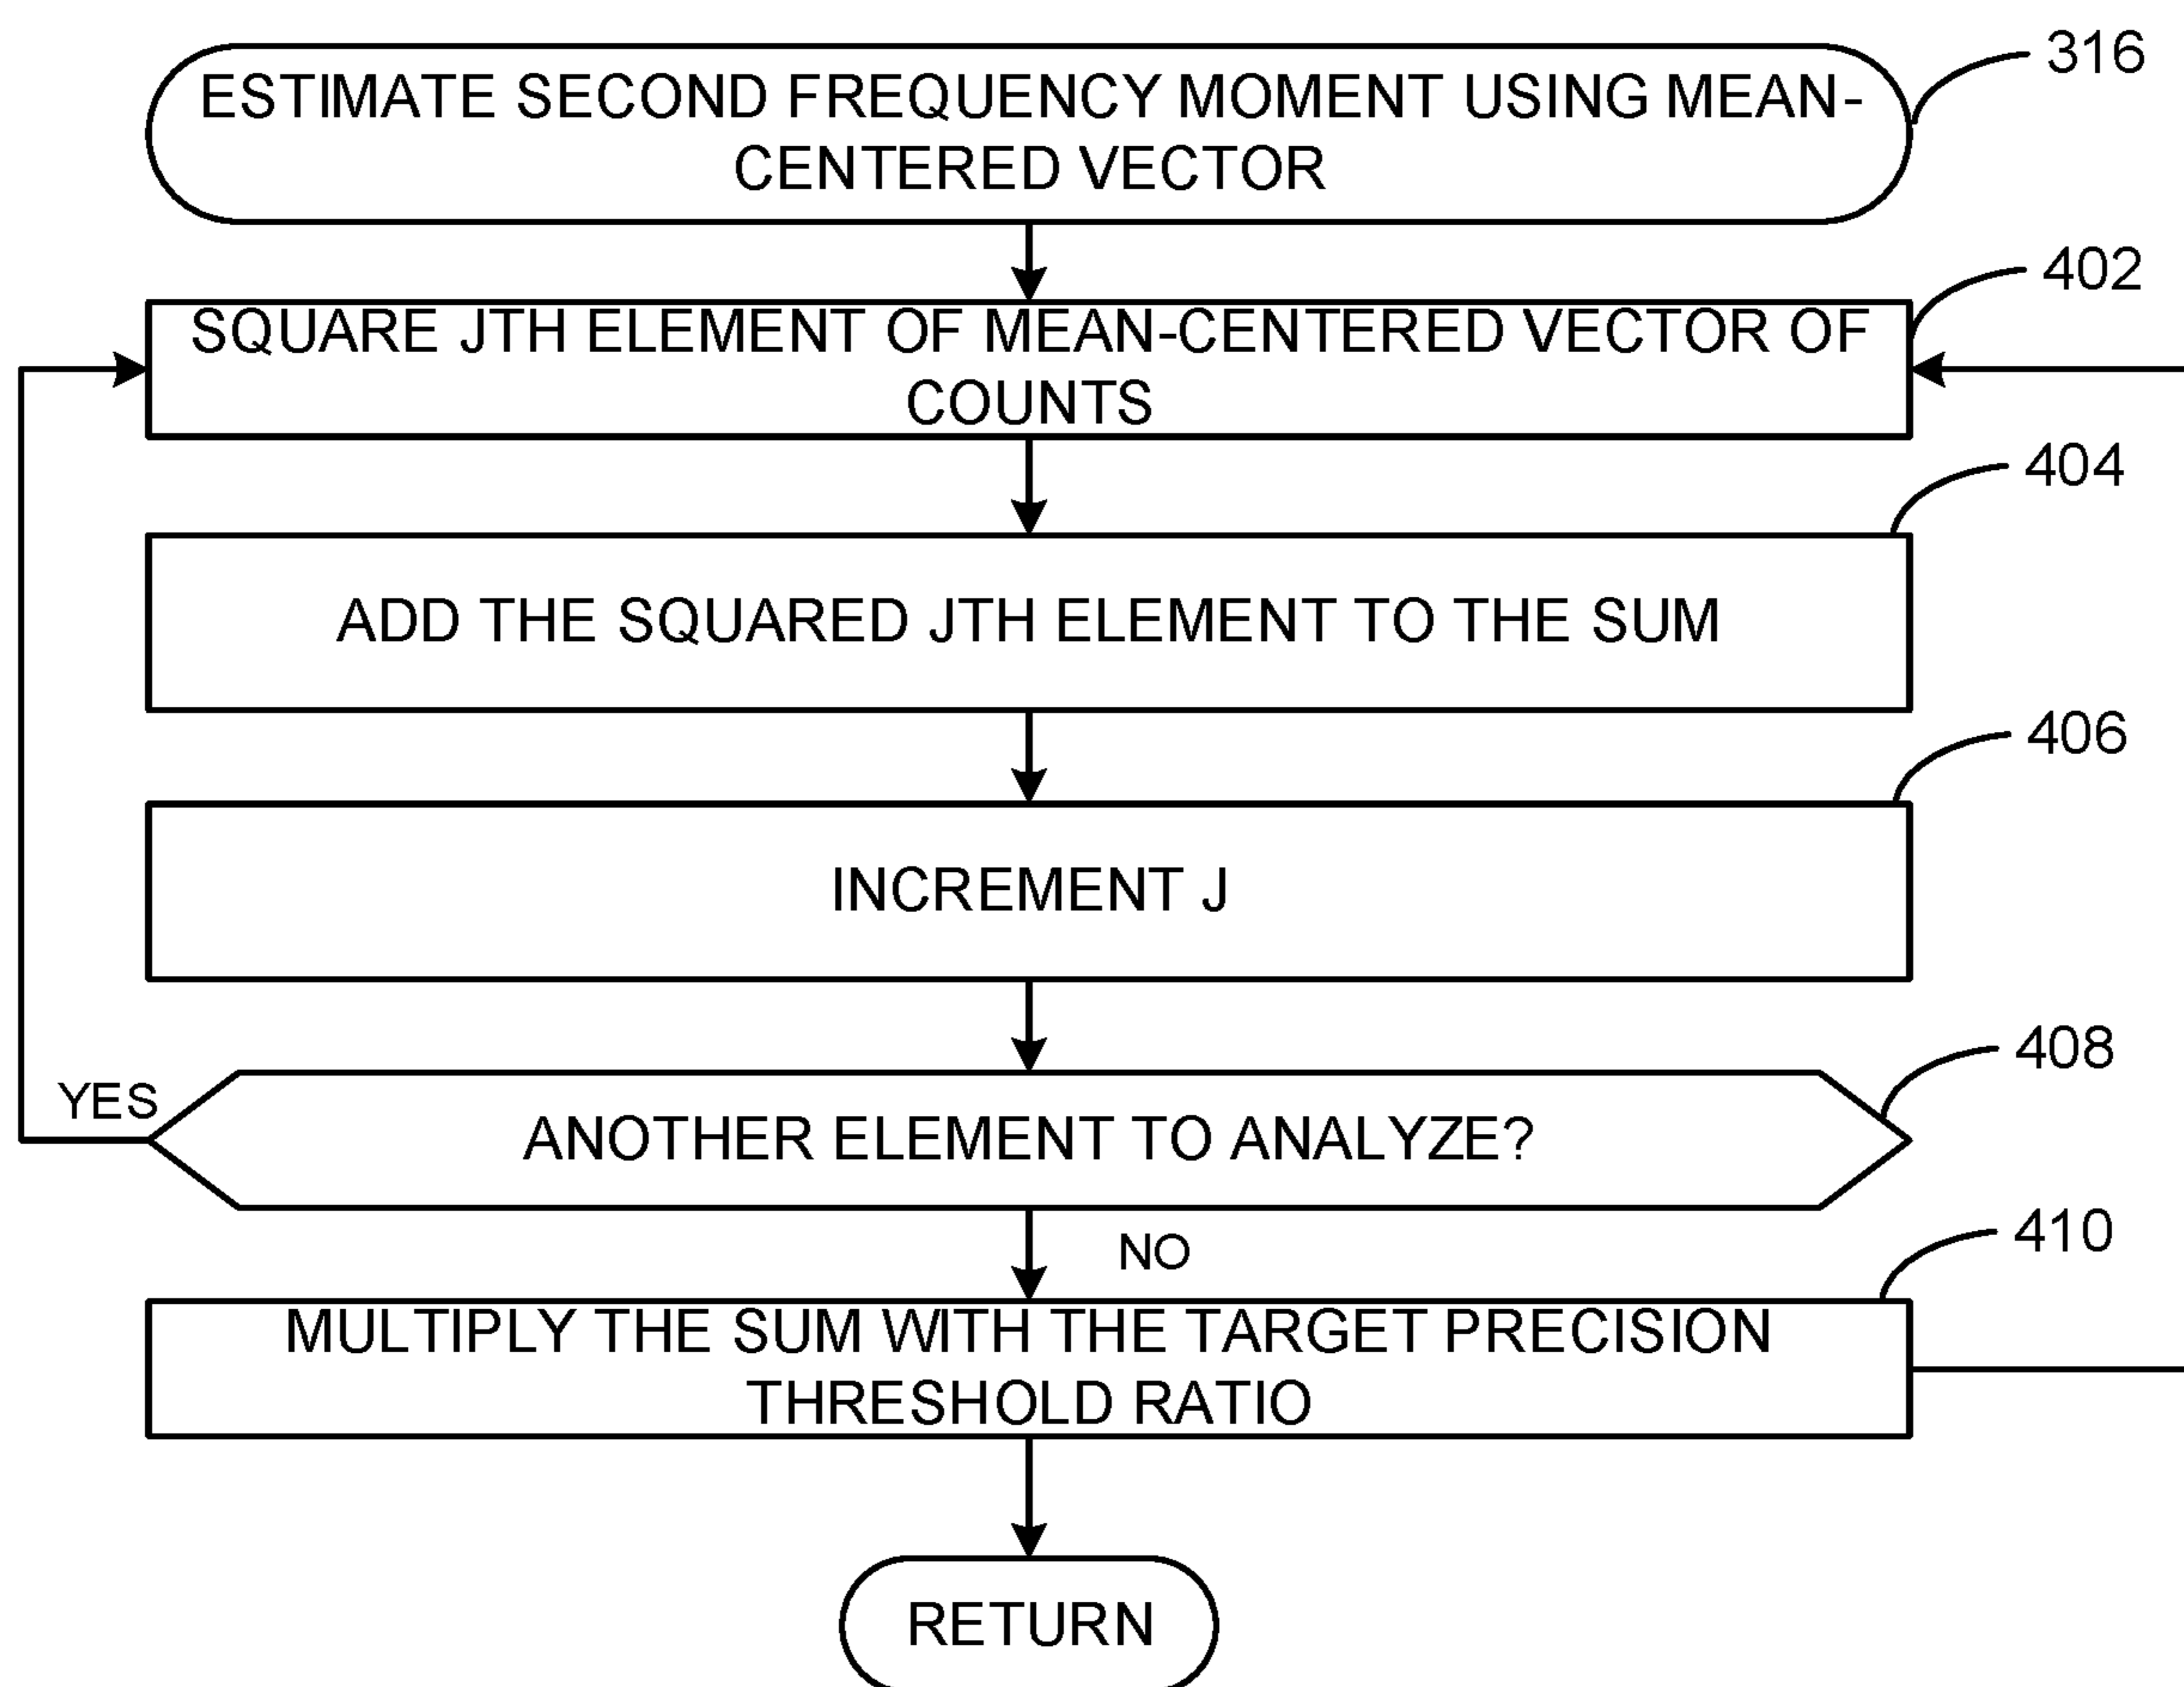 ESTIMATE SECOND FREQUENCY MOMENT USING MEAN-
CENTERED VECTOR
316
402
SQUARE JTH ELEMENT OF MEAN-CENTERED VECTOR OF
COUNTS
404
ADD THE SQUARED JTH ELEMENT TO THE SUM
406
INCREMENT J
408
YES
ANOTHER ELEMENT TO ANALYZE?
NO
410
MULTIPLY THE SUM WITH THE TARGET PRECISION
THRESHOLD RATIO
RETURN